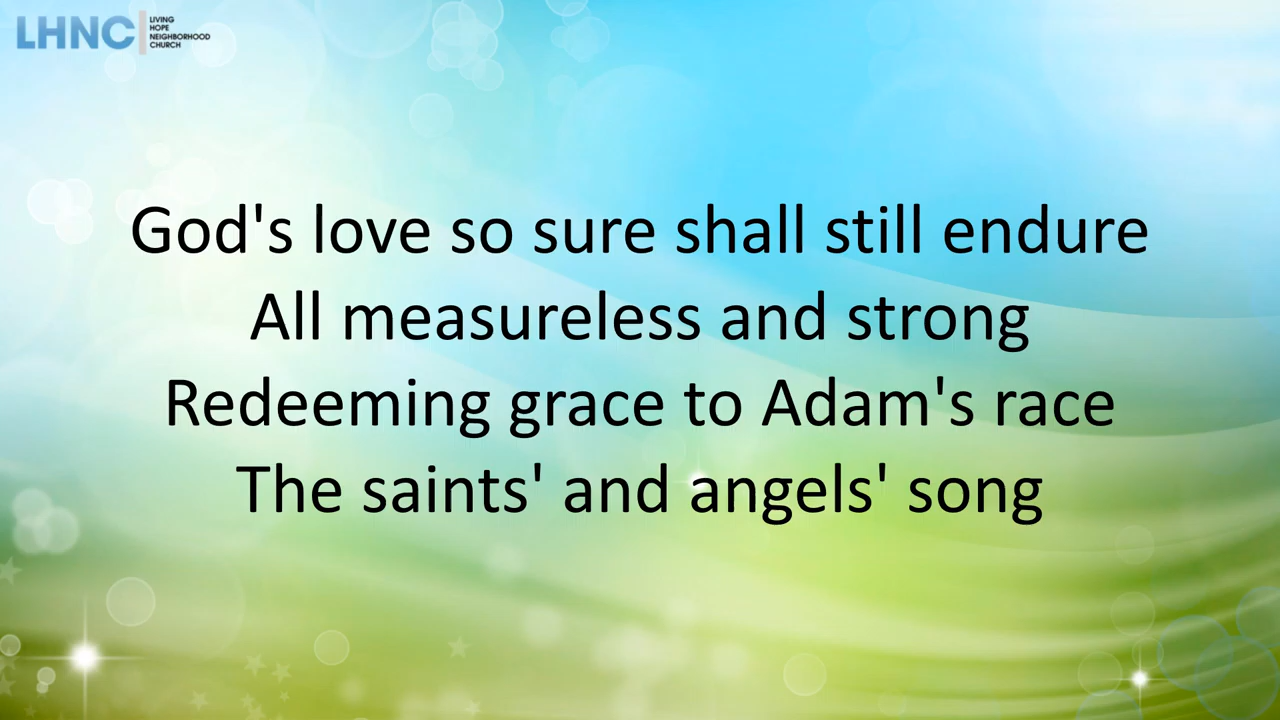 LHNC
LIVING
HOPE
NEIGHBORHOOD
CHURCH
God's love so sure shall still endure
All measureless and strong
Redeeming grace to Adam's race
The saints' and angels' song